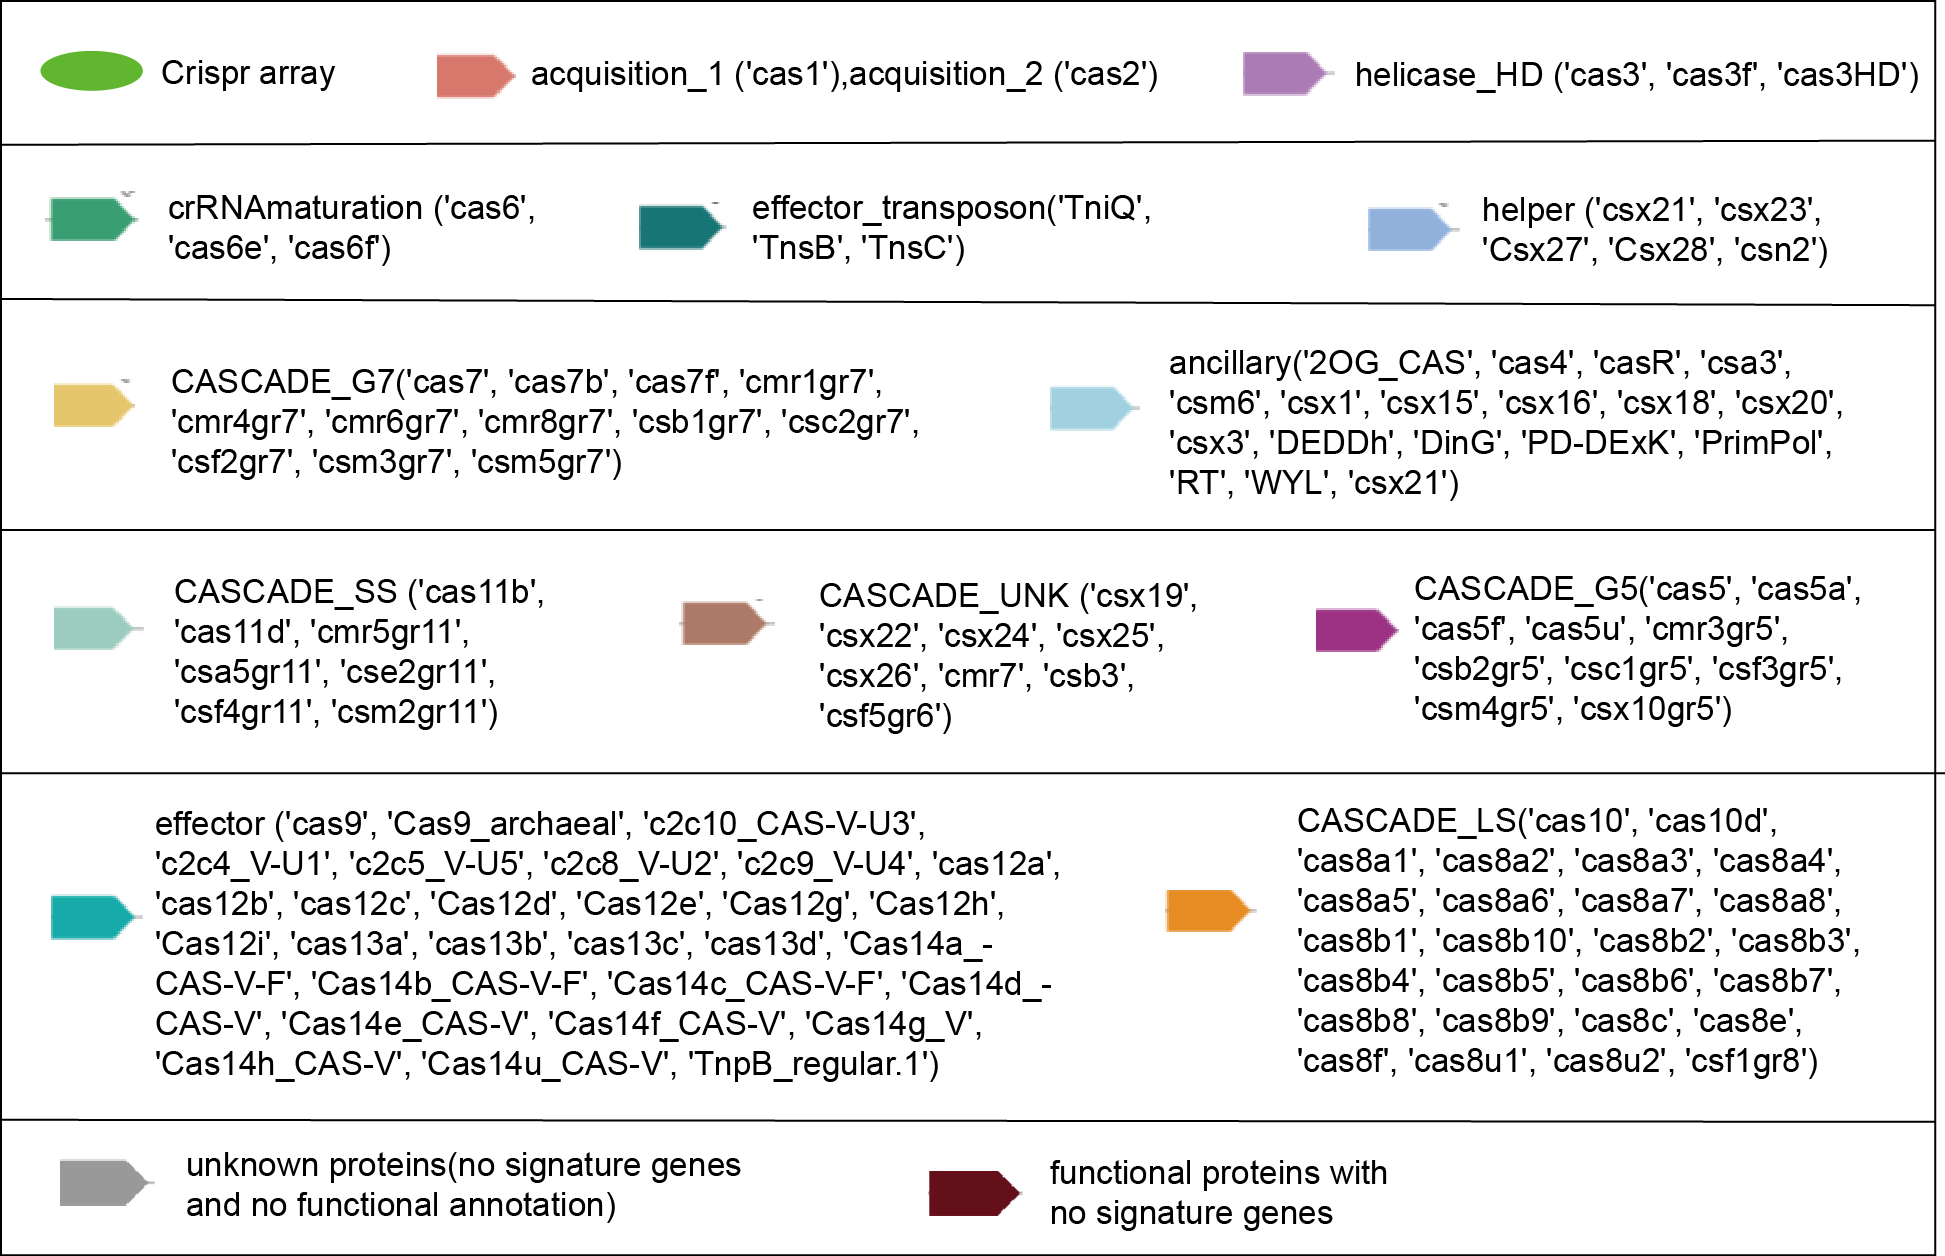 Crispr array
acquisition_1 ('cas1'),acquisition_2 ('cas2')
helicase_HD ('cas3', 'cas3f', 'cas3HD')
crRNAmaturation ('cas6',
'cas6e', 'cas6f')
effector_transposon('TniQ',
'TnsB', 'TnsC')
helper ('csx21', 'csx23',
'Csx27', 'Csx28', 'csn2')
CASCADE_G7('cas7', 'cas7b', 'cas7f', 'cmr1gr7',
'cmr4gr7', 'cmr6gr7', 'cmr8gr7', 'csb1gr7', 'csc2gr7',
'csf2gr7', 'csm3gr7', 'csm5gr7')
ancillary('2OG_CAS', 'cas4', 'casR', 'csa3',
'csm6', 'csx1', 'csx15', 'csx16', 'csx18', 'csx20',
'csx3', 'DEDDh', 'DinG', 'PD-DExK', 'PrimPol',
'RT', 'WYL', 'csx21')
CASCADE_SS ('cas11b',
'cas11d', 'cmr5gr11',
'csa5gr11', 'cse2gr11',
'csf4gr11', 'csm2gr11')
CASCADE_UNK ('csx19',
'csx22', 'csx24', 'csx25',
'csx26', 'cmr7', 'csb3',
'csf5gr6')
CASCADE_G5('cas5', 'cas5a',
'cas5f', 'cas5u', 'cmr3gr5',
'csb2gr5', 'csc1gr5', 'csf3gr5',
'csm4gr5', 'csx10gr5')
effector ('cas9', 'Cas9_archaeal', 'c2c10_CAS-V-U3',
'c2c4_V-U1', 'c2c5_V-U5', 'c2c8_V-U2', 'c2c9_V-U4', 'cas12a',
'cas12b', 'cas12c', 'Cas12d', 'Cas12e', 'Cas12g', 'Cas12h',
'Cas12i', 'cas13a', 'cas13b', 'cas13c', 'cas13d', 'Cas14a_-
CAS-V-F', 'Cas14b_CAS-V-F', 'Cas14c_CAS-V-F', 'Cas14d_-
CAS-V', 'Cas14e_CAS-V', 'Cas14f_CAS-V', 'Cas14g_V',
'Cas14h_CAS-V', 'Cas14u_CAS-V', 'TnpB_regular.1')
CASCADE_LS('cas10', 'cas10d',
'cas8a1', 'cas8a2', 'cas8a3', 'cas8a4',
'cas8a5', 'cas8a6', 'cas8a7', 'cas8a8',
'cas8b1', 'cas8b10', 'cas8b2', 'cas8b3',
'cas8b4', 'cas8b5', 'cas8b6', 'cas8b7',
'cas8b8', 'cas8b9', 'cas8c', 'cas8e',
'cas8f', 'cas8u1', 'cas8u2', 'csf1gr8')
unknown proteins(no signature genes
and no functional annotation)
functional proteins with
no signature genes